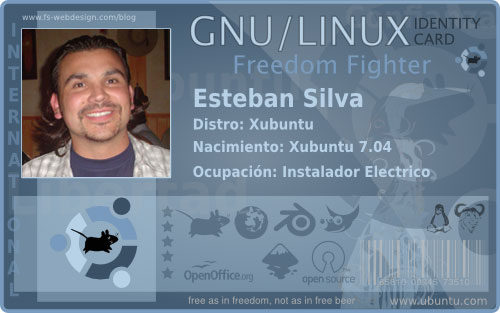 www.fs-webdesign.com/blog
INTERNATIONAL
GNU/LINUX IDENTITY
CARD
Freedom Fighter
Esteban Silva
Distro: Xubuntu
Nacimiento: Xubuntu 7.04
Ocupación: Instalador Electrico
Libertad
OpenOffice.org
open source
free as in freedom, not as in free beer
www.ubuntu.com